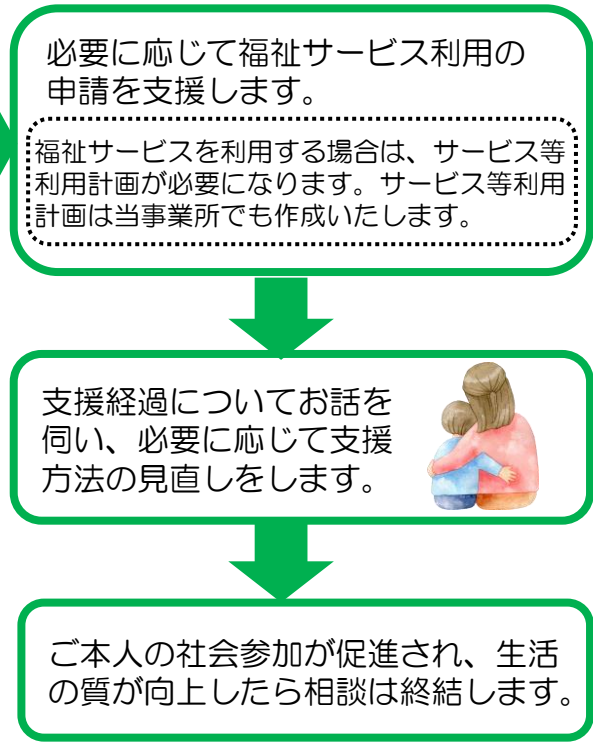 必要に応じて福祉サービス利用の
申請を支援します。
福祉サービスを利用する場合は、サービス等
利用計画が必要になります。サービス等利用
計画は当事業所でも作成いたします。
支援経過についてお話を
伺い、必要に応じて支援
方法の見直しをします。
ご本人の社会参加が促進され、生活
の質が向上したら相談は終結します。